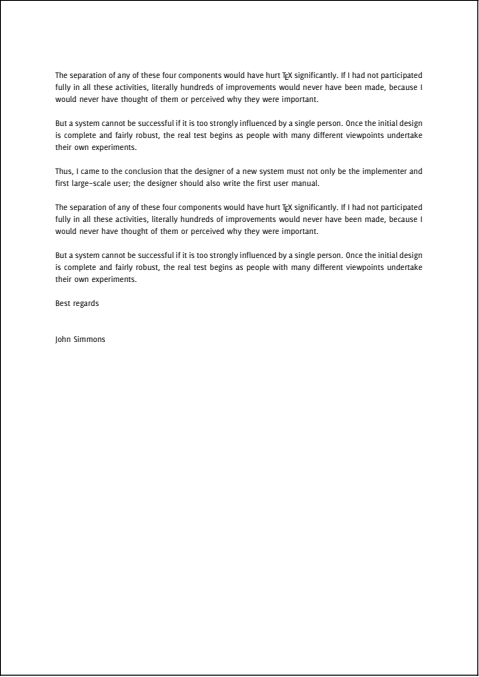 The separation of any of these four components would have hurt TEX significantly. If I had not participated
fully in all these activities, literally hundreds of improvements would never have been made, because I
would never have thought of them or perceived why they were important.
But a system cannot be successful if it is too strongly influenced by a single person. Once the initial design
is complete and fairly robust, the real test begins as people with many different viewpoints undertake
their own experiments.
Thus, I came to the conclusion that the designer of a new system must not only be the implementer and
first large–scale user; the designer should also write the first user manual.
The separation of any of these four components would have hurt TEX significantly. If I had not participated
fully in all these activities, literally hundreds of improvements would never have been made, because I
would never have thought of them or perceived why they were important.
But a system cannot be successful if it is too strongly influenced by a single person. Once the initial design
is complete and fairly robust, the real test begins as people with many different viewpoints undertake
their own experiments.
Best regards
John Simmons